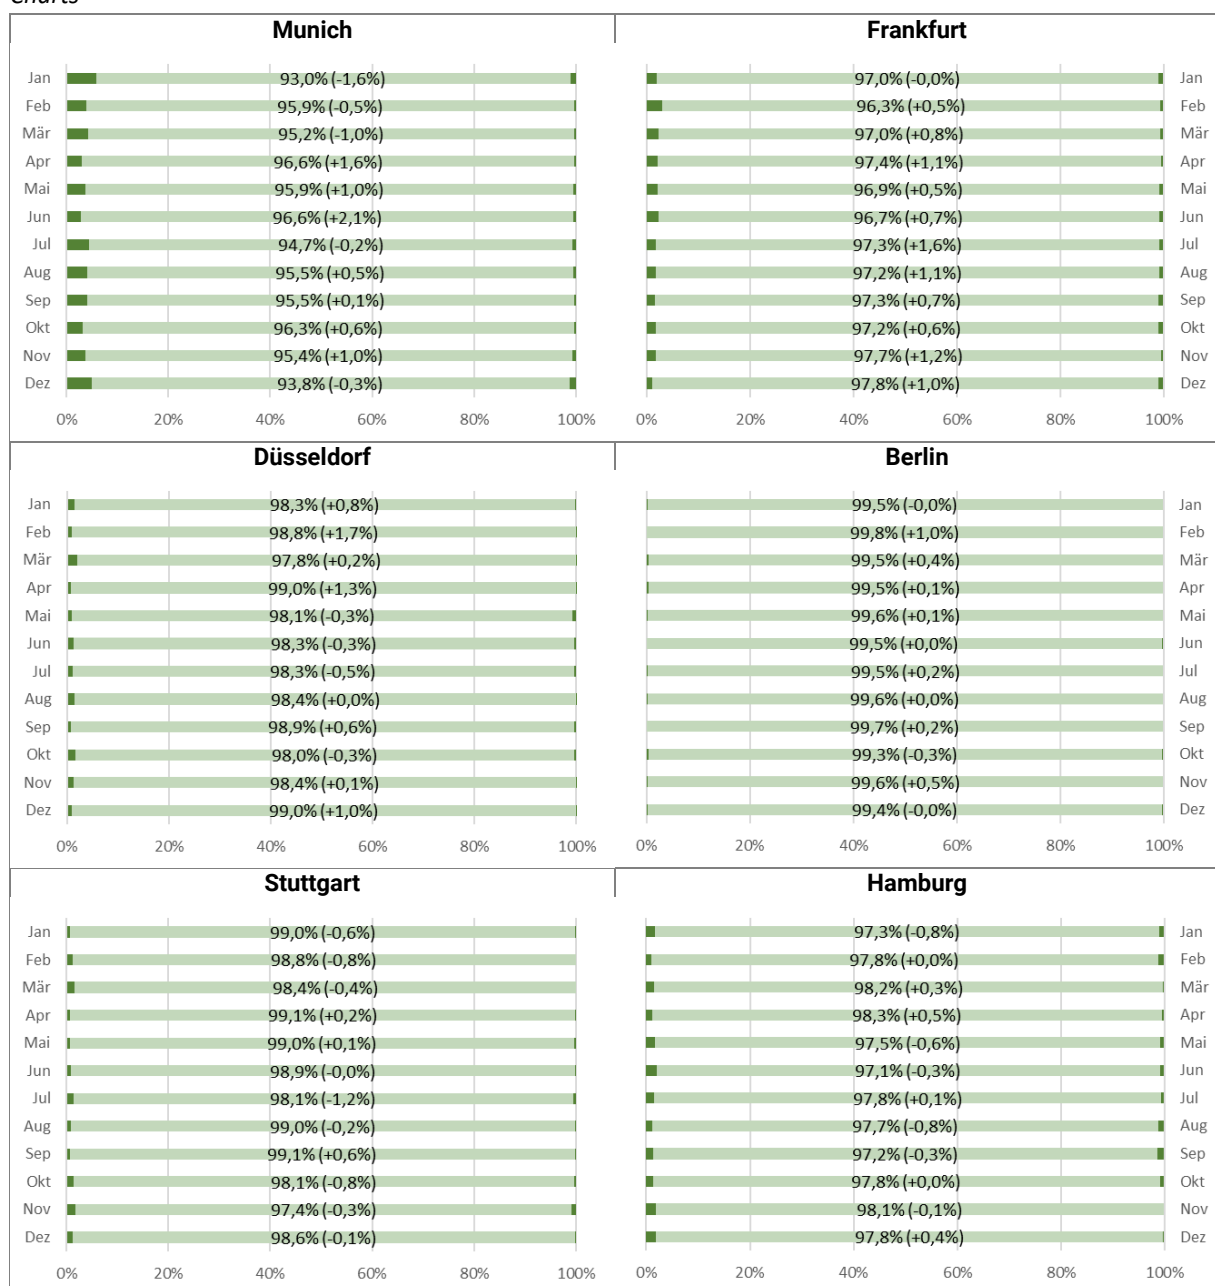 Charts
Munich
Jan 93,0% (-1,6%)
Feb 95,9% (-0,5%)
Mär 95,2% (-1,0%)
Apr 96,6% (+1,6%)
Mai 95,9% (+1,0%)
Jun 96,6% (+2,1%)
Jul 94,7% (-0,2%)
Aug 95,5% (+0,5%)
Sep 95,5% (+0,1%)
Okt 96,3% (+0,6%)
Nov 95,4% (+1,0%)
Dez 93,8% (-0,3%)
0% 20% 40% 60% 80% 100%
Frankfurt
97,0% (-0,0%) Jan
96,3% (+0,5%) Feb
97,0% (+0,8%) Mär
97,4% (+1,1%) Apr
96,9% (+0,5%) Mai
96,7% (+0,7%) Jun
97,3% (+1,6%) Jul
97,2% (+1,1%) Aug
97,3% (+0,7%) Sep
97,2% (+0,6%) Okt
97,7% (+1,2%) Nov
97,8% (+1,0%) Dez
0% 20% 40% 60% 80% 100%
Düsseldorf
Jan 98,3% (+0,8%)
Feb 98,8% (+1,7%)
Mär 97,8% (+0,2%)
Apr 99,0% (+1,3%)
Mai 98,1% (-0,3%)
Jun 98,3% (-0,3%)
Jul 98,3% (-0,5%)
Aug 98,4% (+0,0%)
Sep 98,9% (+0,6%)
Okt 98,0% (-0,3%)
Nov 98,4% (+0,1%)
Dez 99,0% (+1,0%)
0% 20% 40% 60% 80% 100%
Berlin
99,5% (-0,0%) Jan
99,8% (+1,0%) Feb
99,5% (+0,4%) Mär
99,5% (+0,1%) Apr
99,6% (+0,1%) Mai
99,5% (+0,0%) Jun
99,5% (+0,2%) Jul
99,6% (+0,0%) Aug
99,7% (+0,2%) Sep
99,3% (-0,3%) Okt
99,6% (+0,5%) Nov
99,4% (-0,0%) Dez
0% 20% 40% 60% 80% 100%
Stuttgart
Jan 99,0% (-0,6%)
Feb 98,8% (-0,8%)
Mär 98,4% (-0,4%)
Apr 99,1% (+0,2%)
Mai 99,0% (+0,1%)
Jun 98,9% (-0,0%)
Jul 98,1% (-1,2%)
Aug 99,0% (-0,2%)
Sep 99,1% (+0,6%)
Okt 98,1% (-0,8%)
Nov 97,4% (-0,3%)
Dez 98,6% (-0,1%)
0% 20% 40% 60% 80% 100%
Hamburg
97,3% (-0,8%) Jan
97,8% (+0,0%) Feb
98,2% (+0,3%) Mär
98,3% (+0,5%) Apr
97,5% (-0,6%) Mai
97,1% (-0,3%) Jun
97,8% (+0,1%) Jul
97,7% (-0,8%) Aug
97,2% (-0,3%) Sep
97,8% (+0,0%) Okt
98,1% (-0,1%) Nov
97,8% (+0,4%) Dez
0% 20% 40% 60% 80% 100%